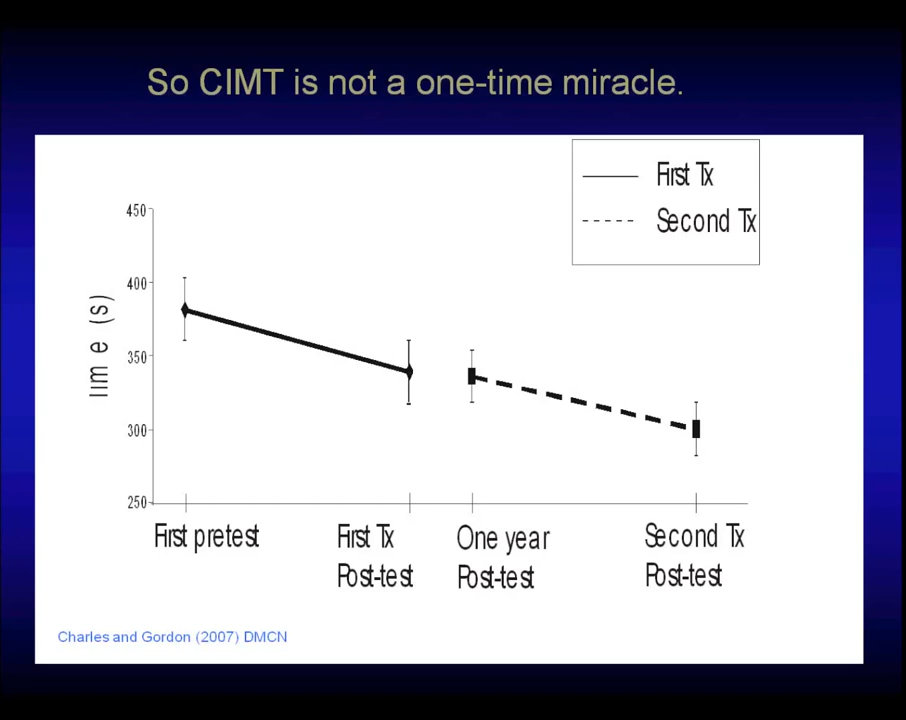 So CIMT is not a one-time miracle.
First Tx
Second Tx
450
400
350
300
250
Time (s)
First pretest
First Tx
Post-test
One year
Post-test
Second Tx
Post-test
Charles and Gordon (2007) DMCN